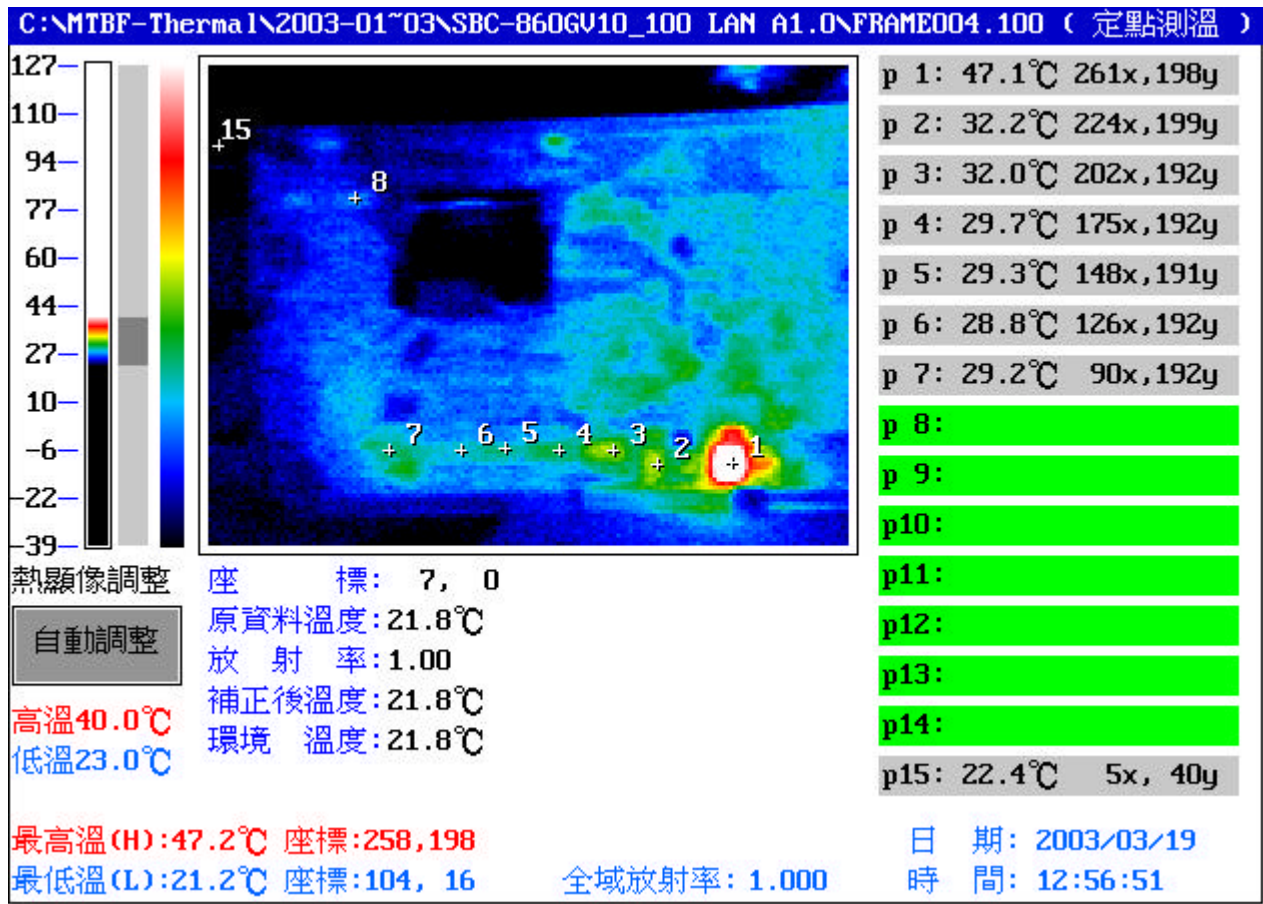 C:\MTBF-Thermal\2003-01~03\SBC-860GV10_100 LAN A1.0\FRAME004.100 ( 定點測溫 )
127
110
94
77
60
44
27
10
-6
-22
-39
15
8
7
6
5
4
3
2
1
p 1: 47.1℃ 261x,198y
p 2: 32.2℃ 224x,199y
p 3: 32.0℃ 202x,192y
p 4: 29.7℃ 175x,192y
p 5: 29.3℃ 148x,191y
p 6: 28.8℃ 126x,192y
p 7: 29.2℃ 90x,192y
p 8:
p 9:
p10:
p11:
p12:
p13:
p14:
p15: 22.4℃ 5x, 40y
熱顯像調整
自動調整
高溫40.0℃
低溫23.0℃
座 標: 7, 0
原資料溫度:21.8℃
放 射 率:1.00
補正後溫度:21.8℃
環境 溫度:21.8℃
最高溫(H):47.2℃ 座標:258,198
最低溫(L):21.2℃ 座標:104, 16
全域放射率: 1.000
日 期: 2003/03/19
時 間: 12:56:51